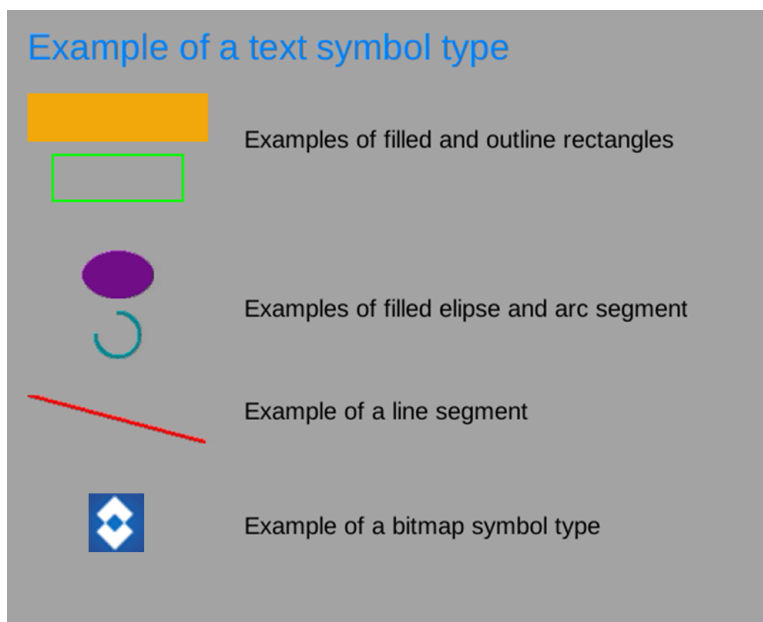 Example of a text symbol type
Examples of filled and outline rectangles
Examples of filled elipse and arc segment
Example of a line segment
Example of a bitmap symbol type